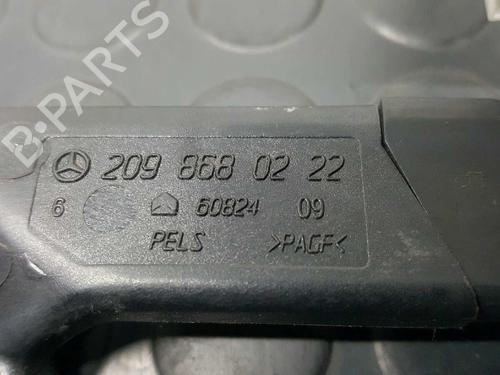 B-PARTS
209 868 02 22
6 60824 09
PELS >PAGF<